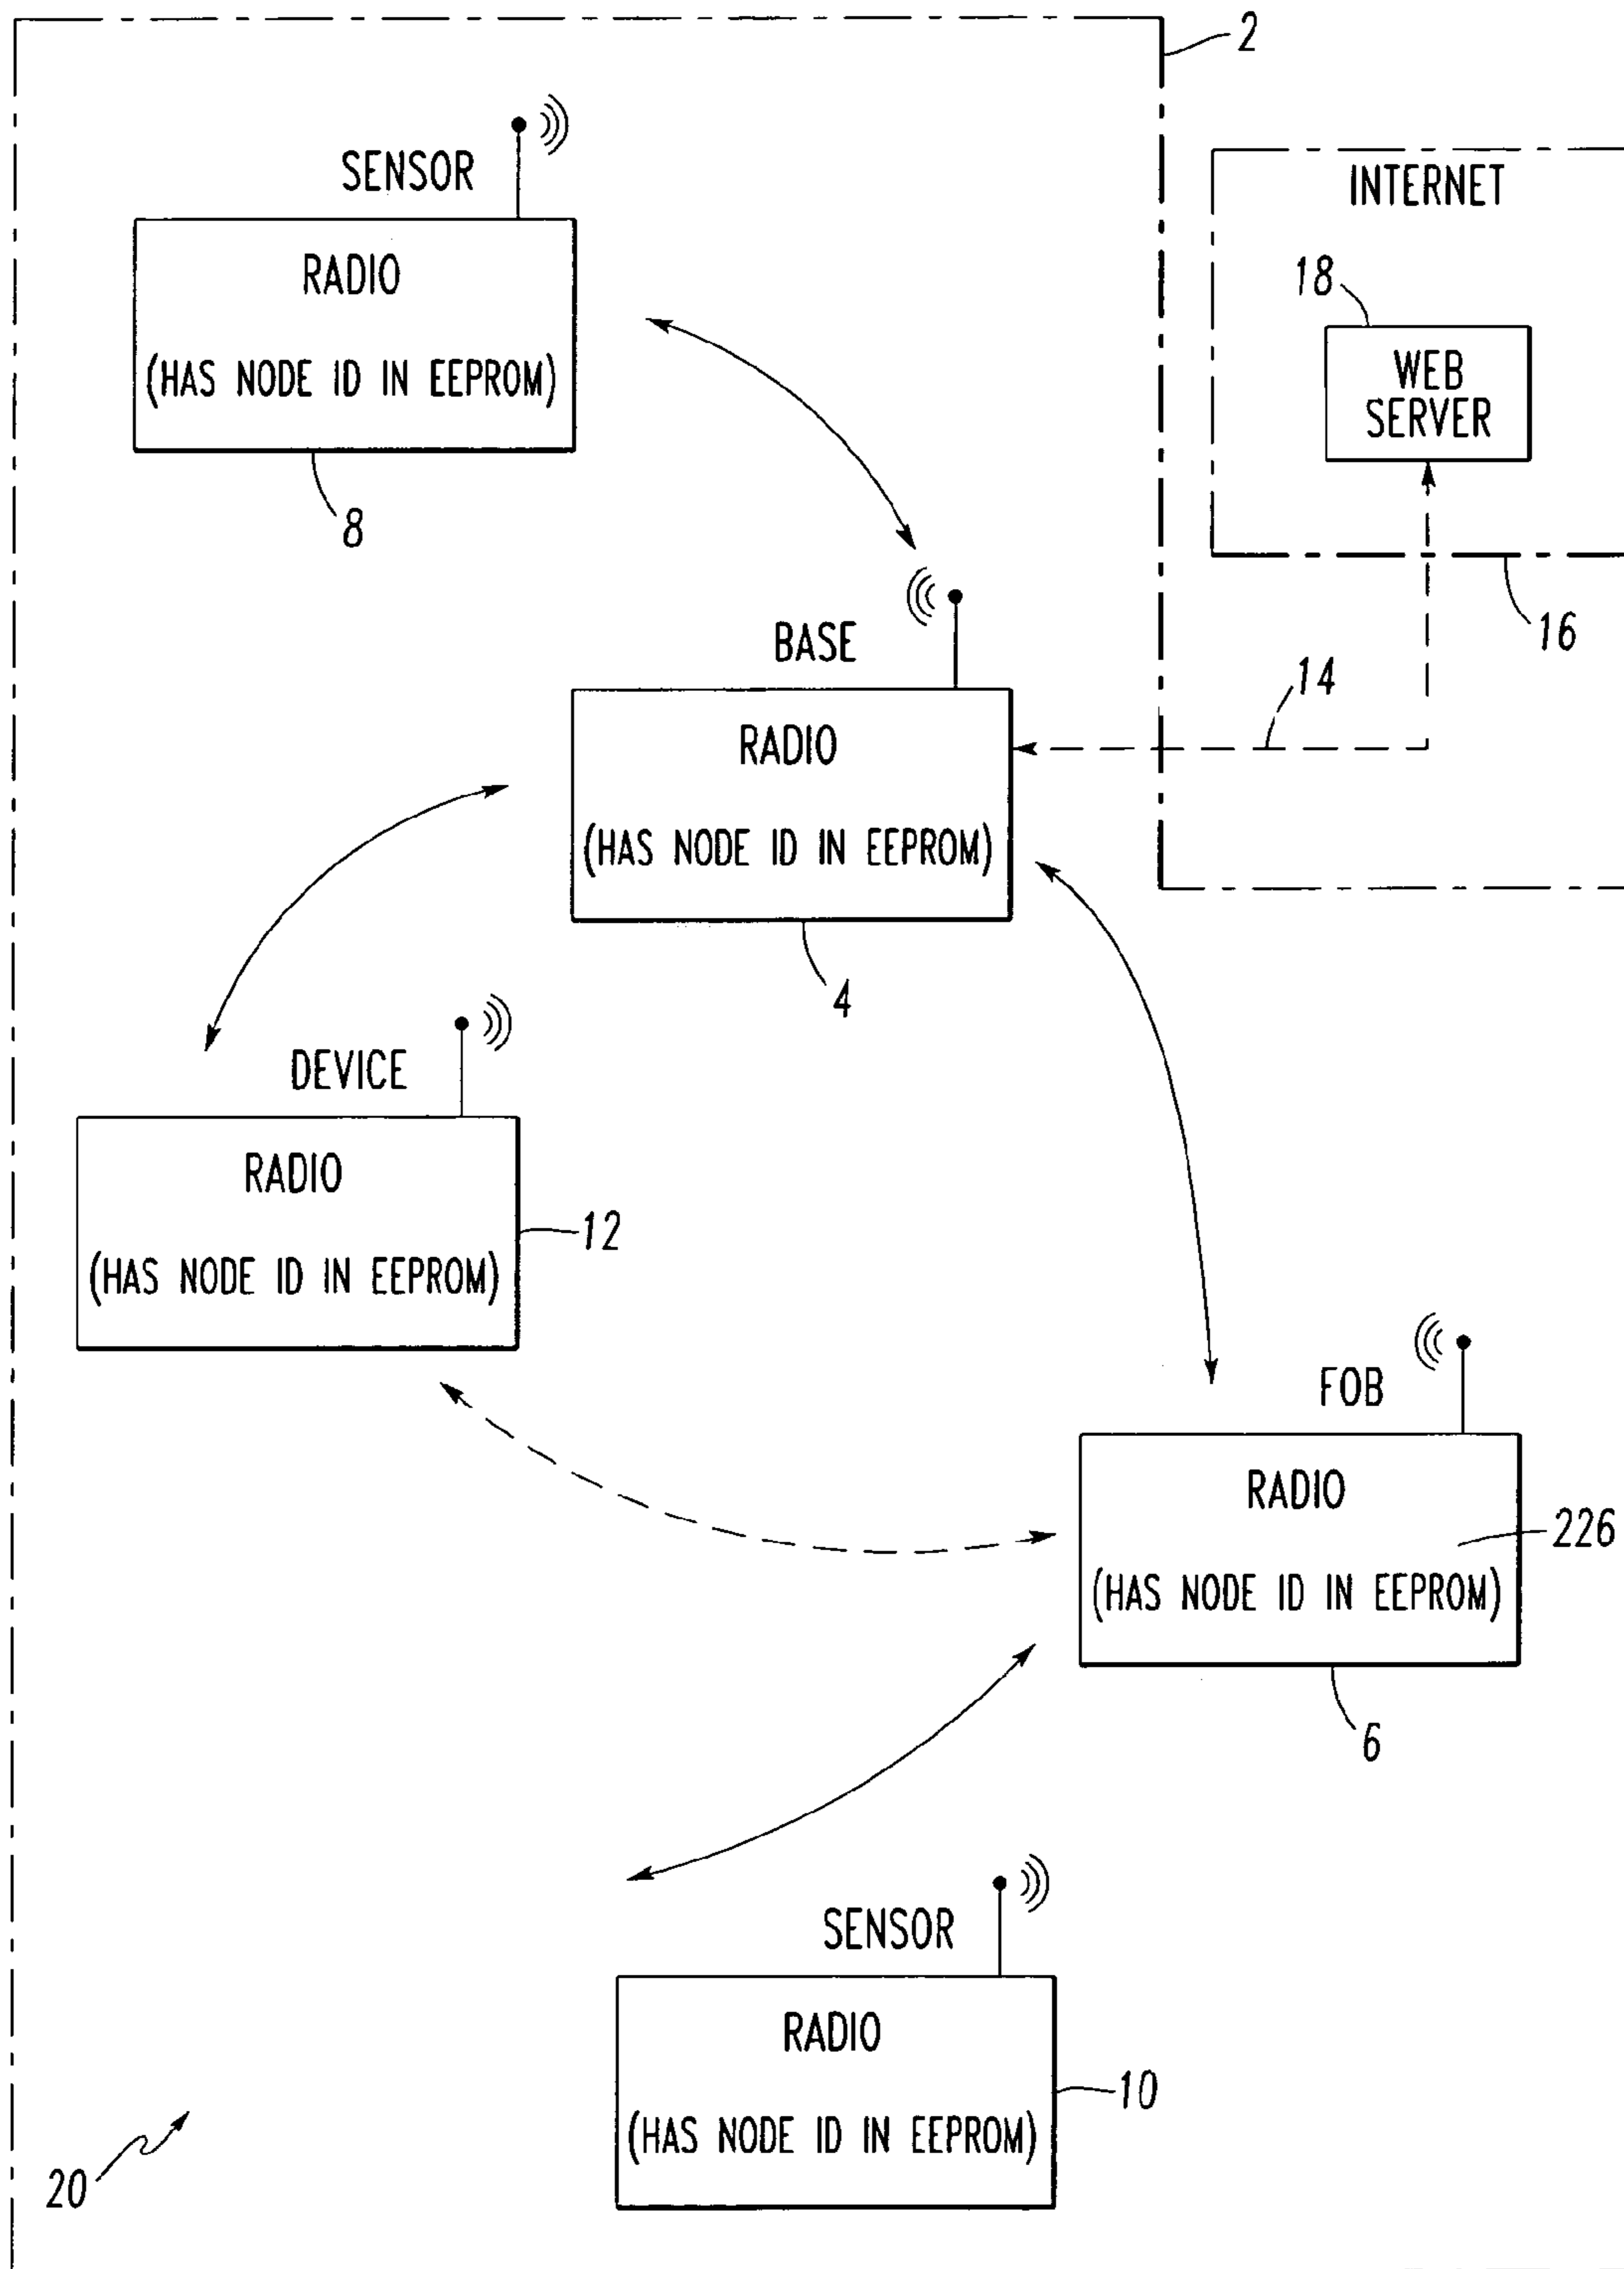 2
SENSOR
RADIO
(HAS NODE ID IN EEPROM)
8
INTERNET
18
WEB
SERVER
16
14
BASE
RADIO
(HAS NODE ID IN EEPROM)
4
DEVICE
RADIO
(HAS NODE ID IN EEPROM)
12
FOB
RADIO
226
(HAS NODE ID IN EEPROM)
6
SENSOR
RADIO
(HAS NODE ID IN EEPROM)
10
20